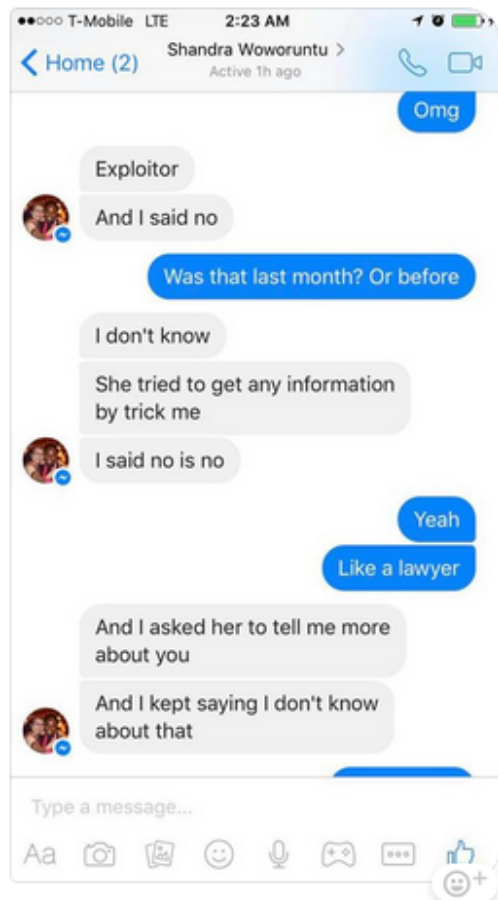 T-Mobile LTE 2:23 AM
Home (2) Shandra Woworuntu >
Active 1h ago
Omg
Exploitor
And I said no
Was that last month? Or before
I don't know
She tried to get any information
by trick me
I said no is no
Yeah
Like a lawyer
And I asked her to tell me more
about you
And I kept saying I don't know
about that
Type a message...
Aa